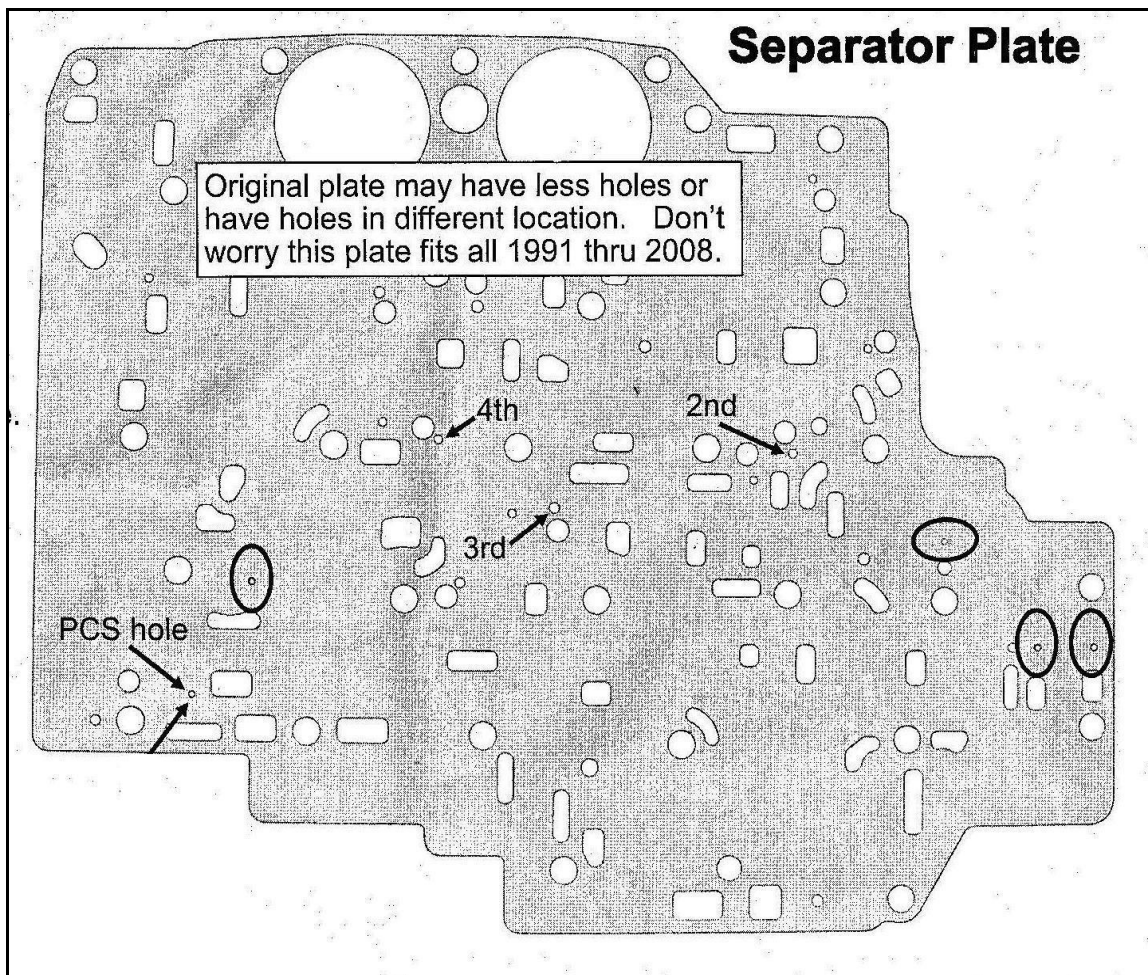 Separator Plate
Original plate may have less holes or
have holes in different location. Don't
worry this plate fits all 1991 thru 2008.
4th
2nd
3rd
PCS hole